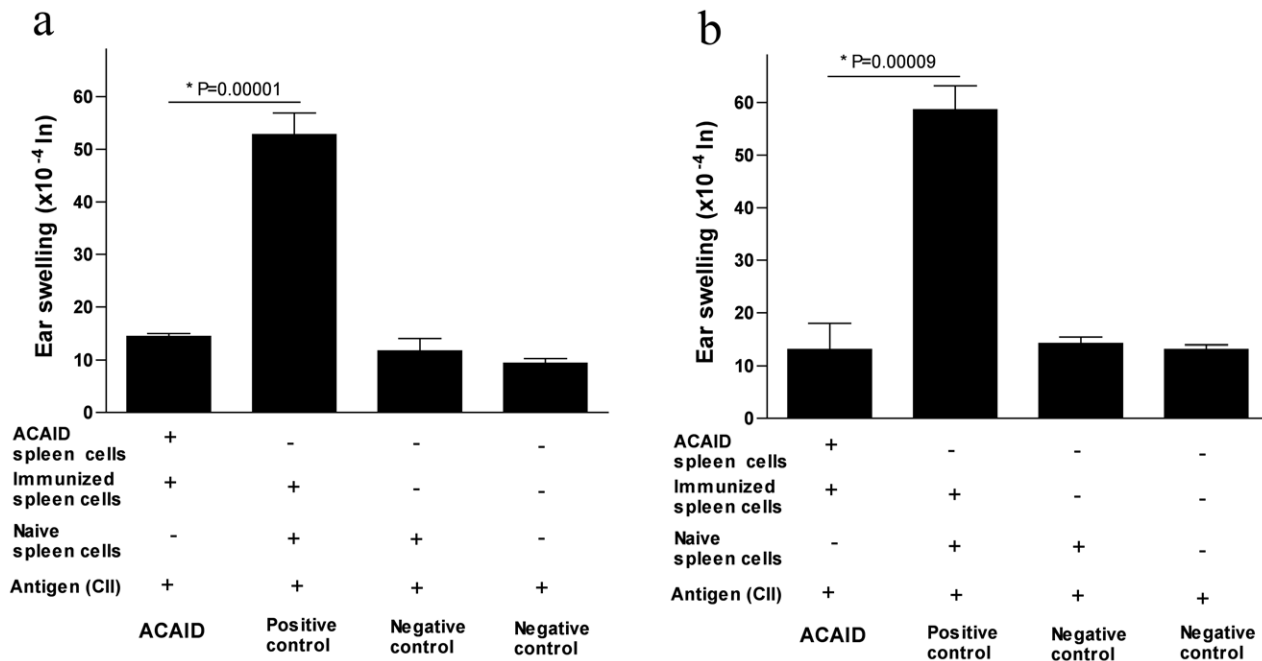 a
* P=0.00001
Ear swelling (x10⁻⁴ In)
60
50
40
30
20
10
0
ACAID
spleen cells
+ - - -
Immunized
spleen cells
+ + - -
Naive
spleen cells
- + + -
Antigen (CII) + + + +
ACAID Positive control Negative control Negative control
b
* P=0.00009
Ear swelling (x10⁻⁴ In)
60
50
40
30
20
10
0
ACAID
spleen cells
+ - - -
Immunized
spleen cells
+ + - -
Naive
spleen cells
- + + -
Antigen (CII) + + + +
ACAID Positive control Negative control Negative control